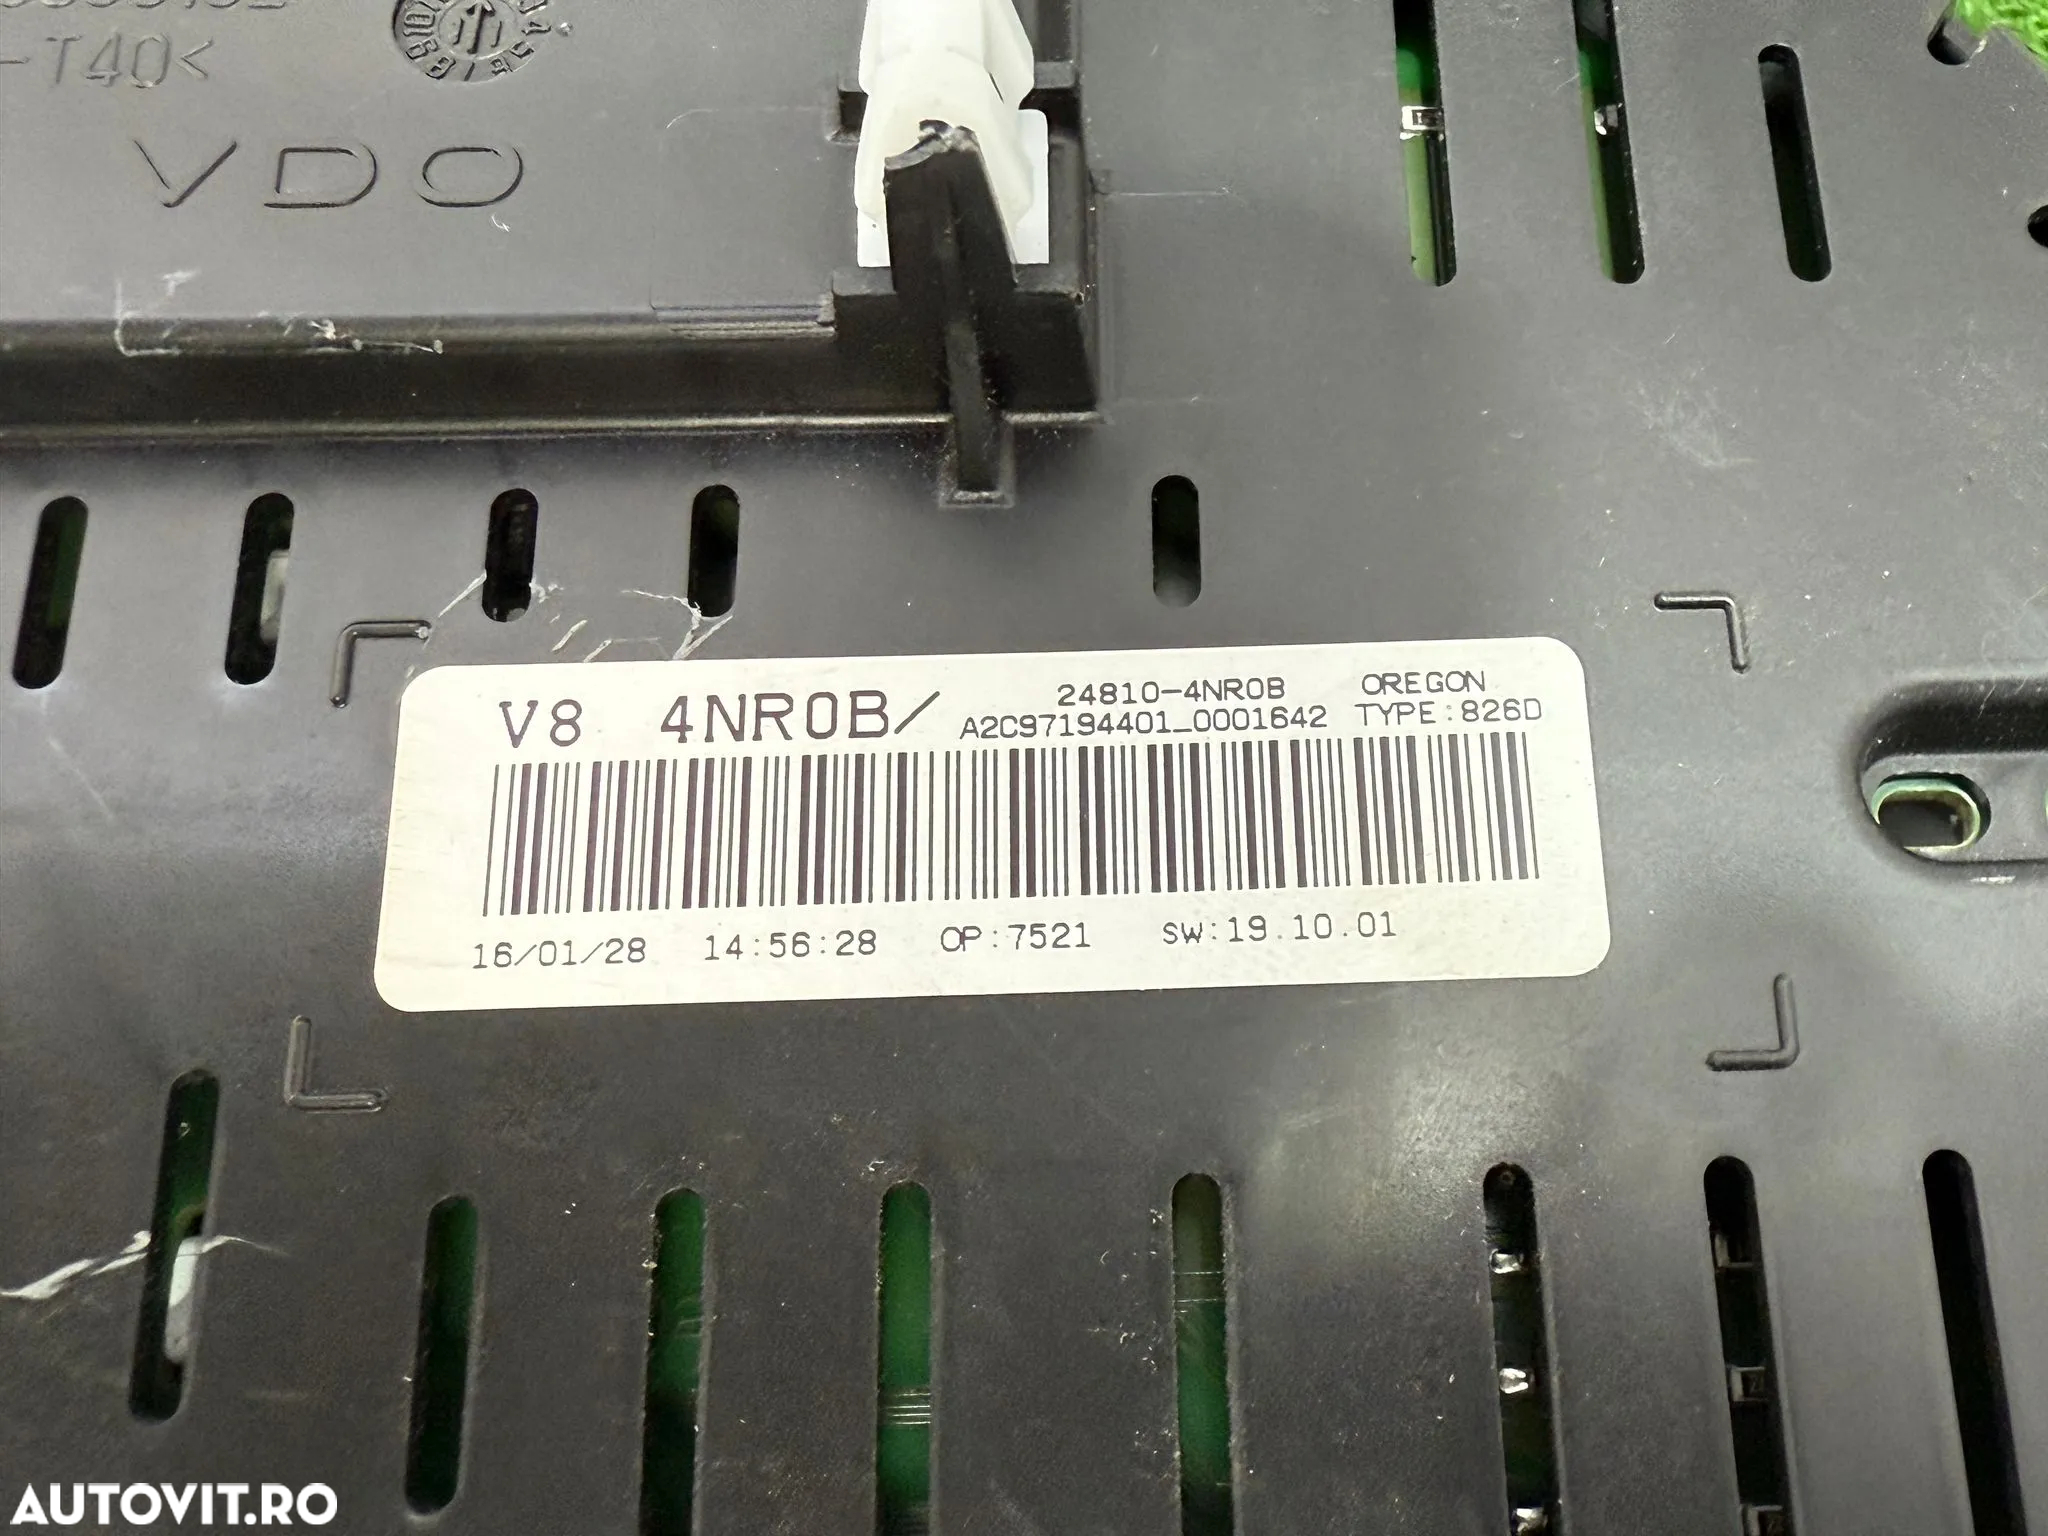 -T40<
VDO
V8 4NR0B/ 24810-4NR0B OREGON
A2C97194401_0001642 TYPE:826D
16/01/28 14:56:28 OP:7521 SW:19.10.01
AUTOVIT.RO